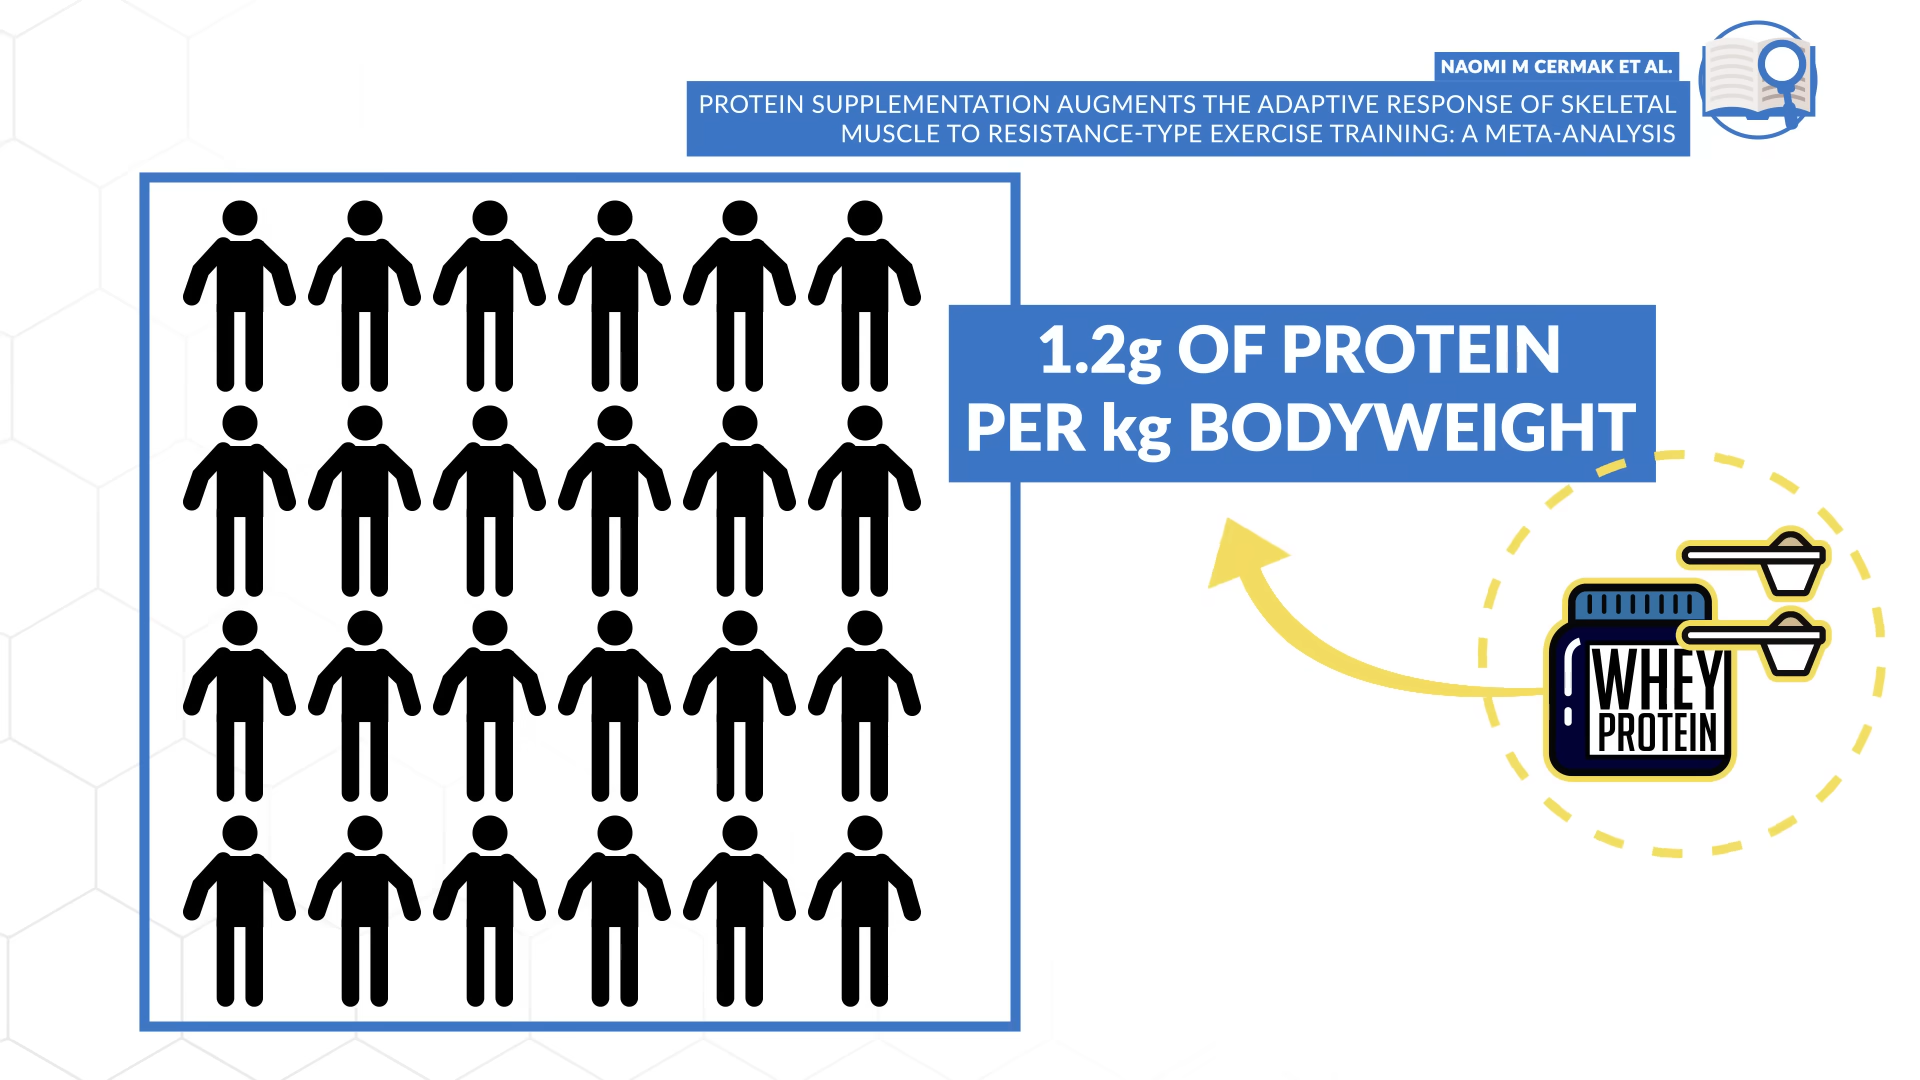 NAOMI M CERMAK ET AL.
PROTEIN SUPPLEMENTATION AUGMENTS THE ADAPTIVE RESPONSE OF SKELETAL
MUSCLE TO RESISTANCE-TYPE EXERCISE TRAINING: A META-ANALYSIS
1.2g OF PROTEIN
PER kg BODYWEIGHT
WHEY
PROTEIN